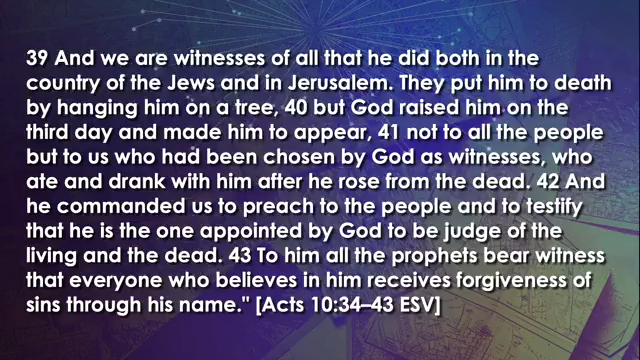 39 And we are witnesses of all that he did both in the
country of the Jews and in Jerusalem. They put him to death
by hanging him on a tree, 40 but God raised him on the
third day and made him to appear, 41 not to all the people
but to us who had been chosen by God as witnesses, who
ate and drank with him after he rose from the dead. 42 And
he commanded us to preach to the people and to testify
that he is the one appointed by God to be judge of the
living and the dead. 43 To him all the prophets bear witness
that everyone who believes in him receives forgiveness of
sins through his name." [Acts 10:34–43 ESV]